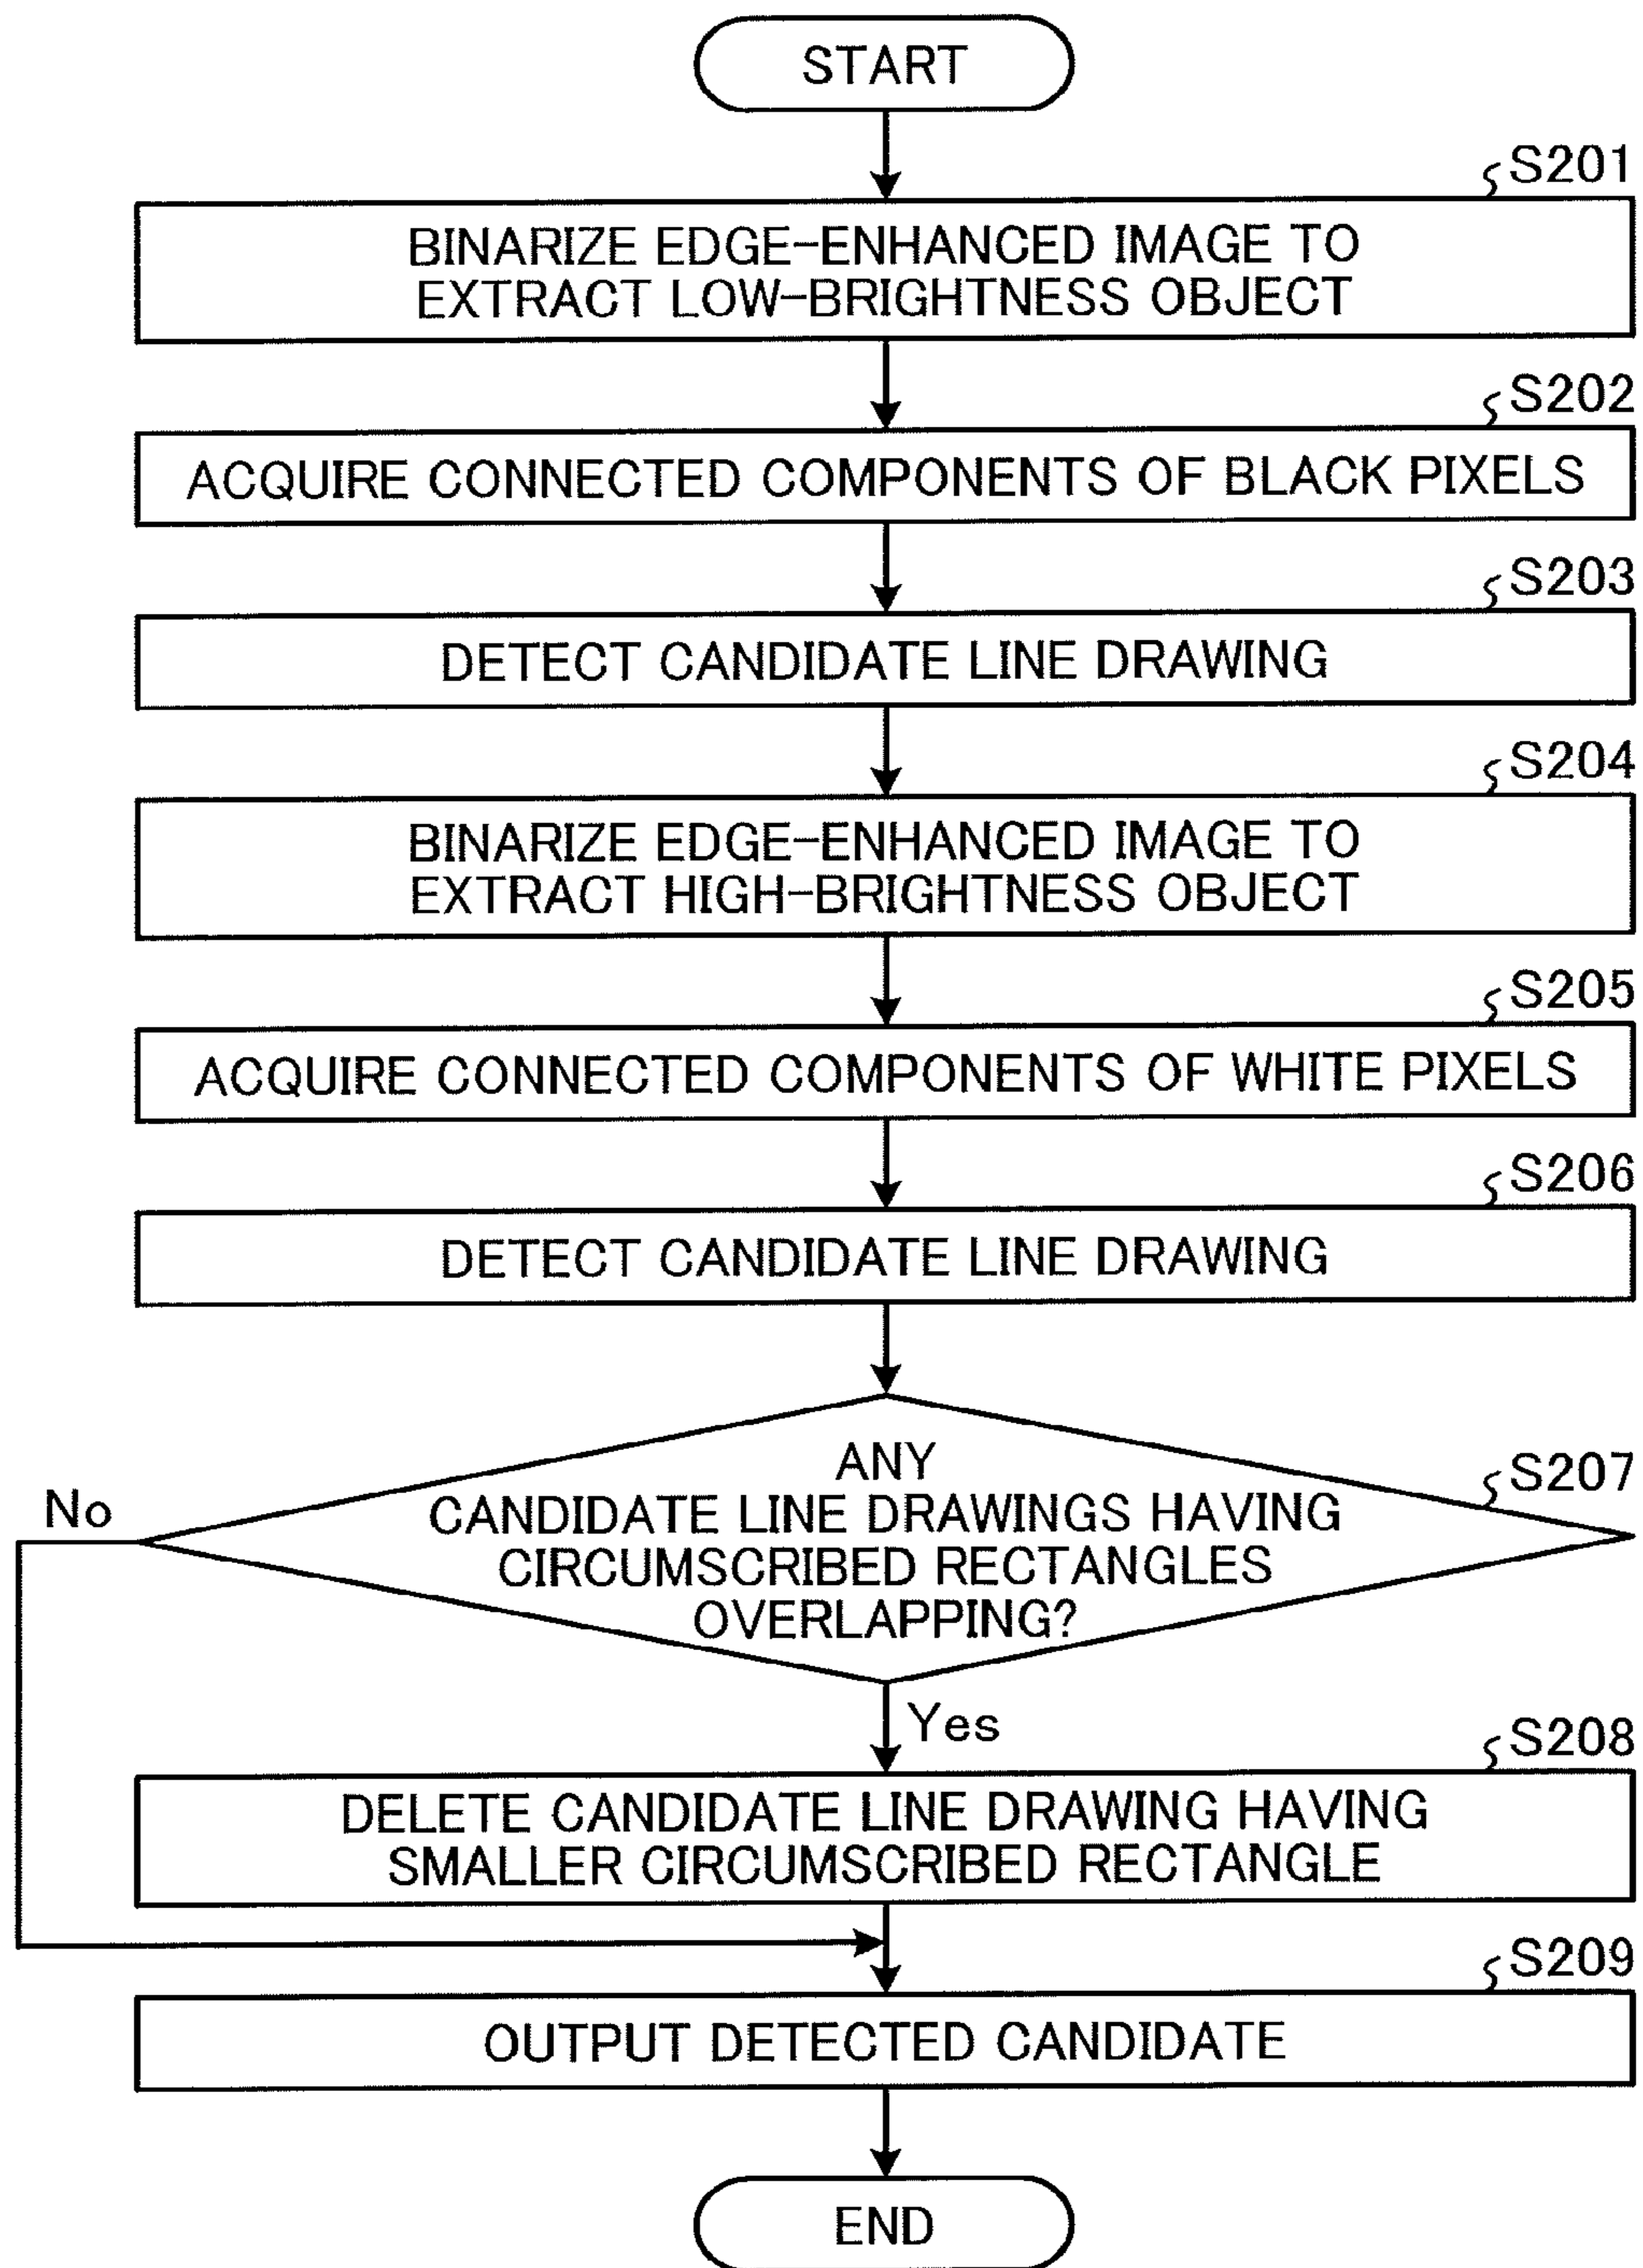 START
S201
BINARIZE EDGE-ENHANCED IMAGE TO
EXTRACT LOW-BRIGHTNESS OBJECT
S202
ACQUIRE CONNECTED COMPONENTS OF BLACK PIXELS
S203
DETECT CANDIDATE LINE DRAWING
S204
BINARIZE EDGE-ENHANCED IMAGE TO
EXTRACT HIGH-BRIGHTNESS OBJECT
S205
ACQUIRE CONNECTED COMPONENTS OF WHITE PIXELS
S206
DETECT CANDIDATE LINE DRAWING
S207
ANY
CANDIDATE LINE DRAWINGS HAVING
CIRCUMSCRIBED RECTANGLES
OVERLAPPING?
No
Yes
S208
DELETE CANDIDATE LINE DRAWING HAVING
SMALLER CIRCUMSCRIBED RECTANGLE
S209
OUTPUT DETECTED CANDIDATE
END